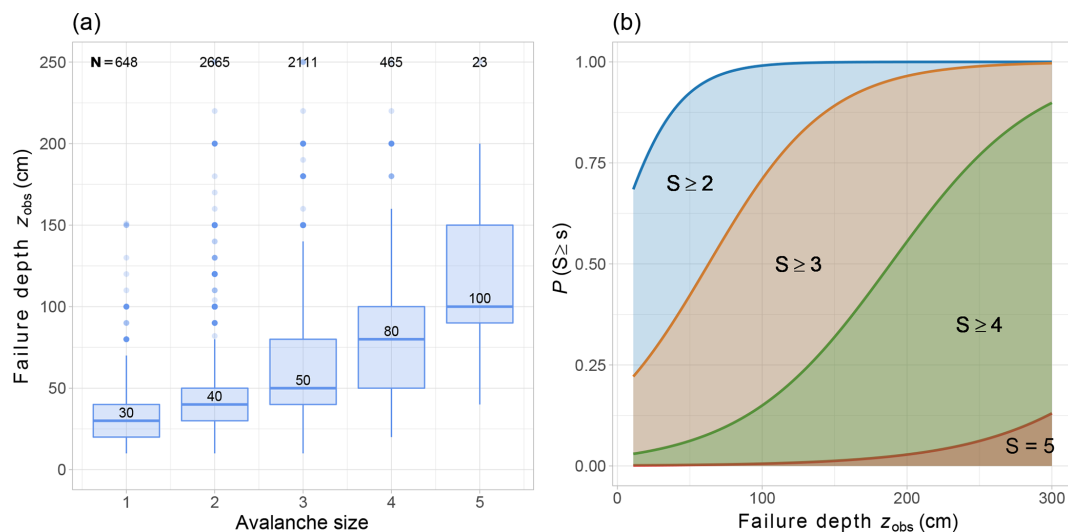 (a)
N = 648 2665 2111 465 23
250
200
150
100
50
0
30
40
50
80
100
1 2 3 4 5
Avalanche size
Failure depth zobs (cm)
(b)
1.00
0.75
0.50
0.25
0.00
S ≥ 2
S ≥ 3
S ≥ 4
S = 5
0 100 200 300
Failure depth zobs (cm)
P (S ≥ s)